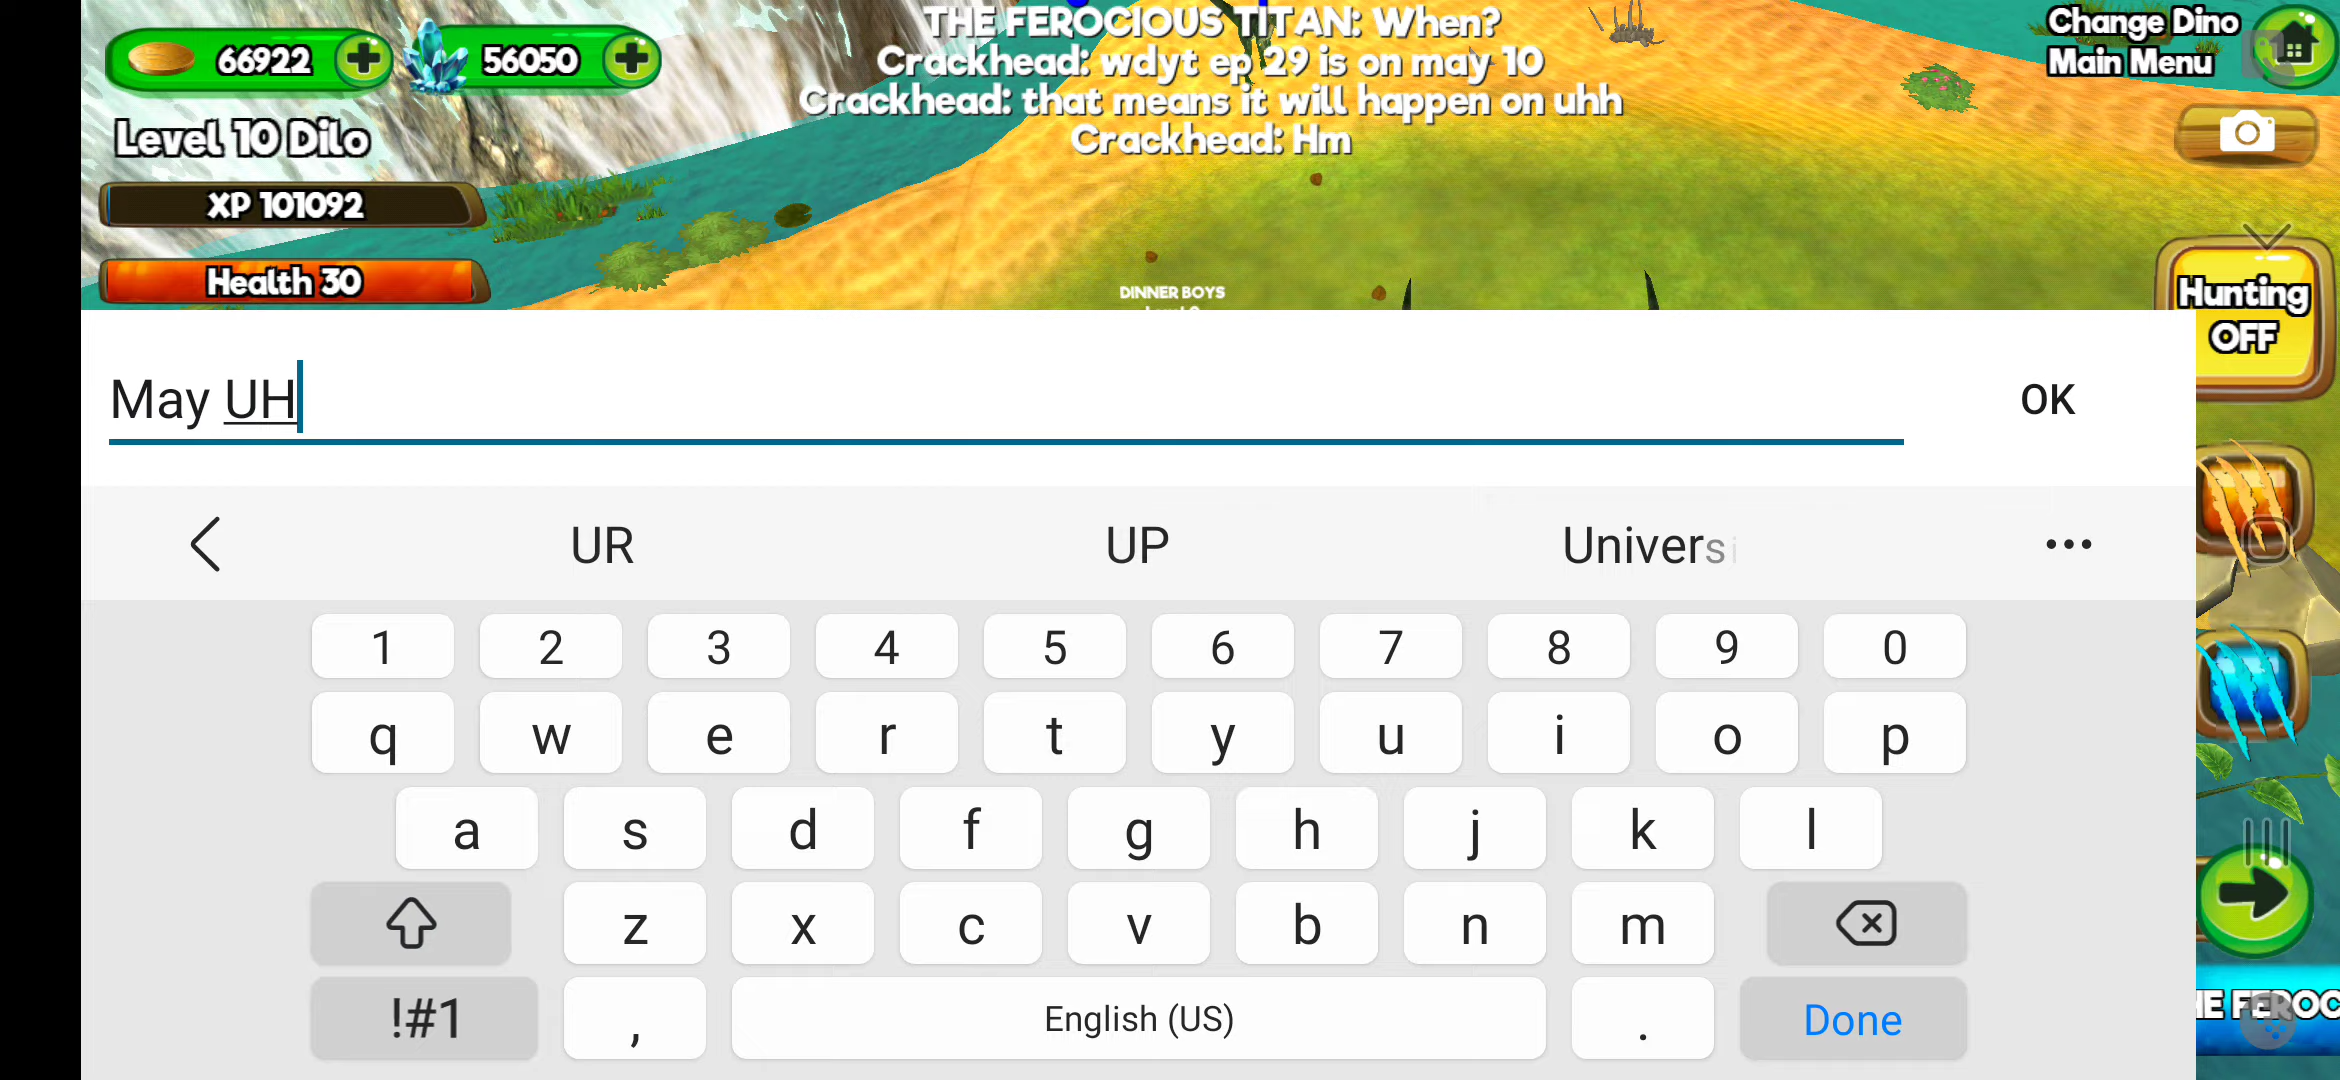 THE FEROCIOUS TITAN: When?
Crackhead: wdyt ep 29 is on may 10
Crackhead: that means it will happen on uhh
Crackhead: Hm
66922
56050
Change Dino
Main Menu
Level 10 Dilo
XP 101092
Health 30
DINNER BOYS
Hunting
OFF
May UH
OK
UR UP Universi
1 2 3 4 5 6 7 8 9 0
q w e r t y u i o p
a s d f g h j k l
z x c v b n m
!#1 , English (US) . Done
HE FEROC